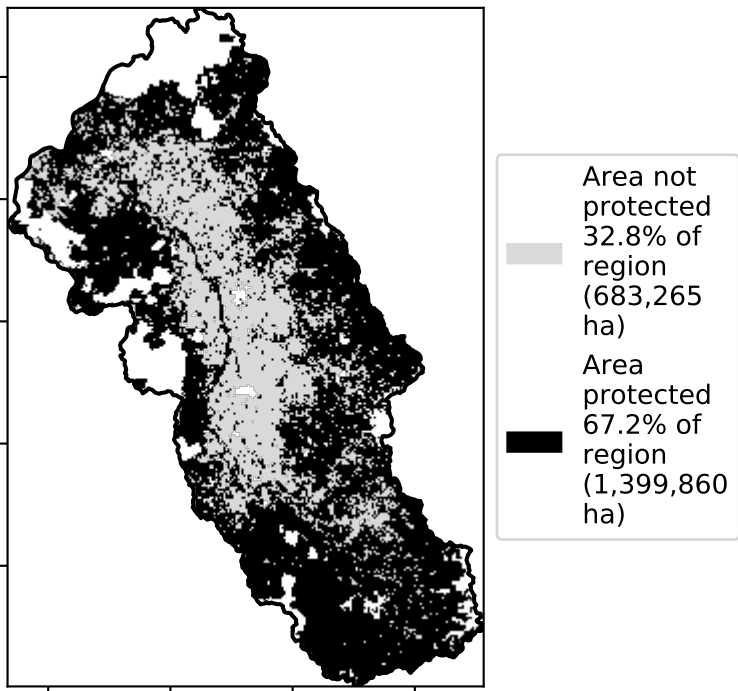 Area not
protected
32.8% of
region
(683,265
ha)
Area
protected
67.2% of
region
(1,399,860
ha)